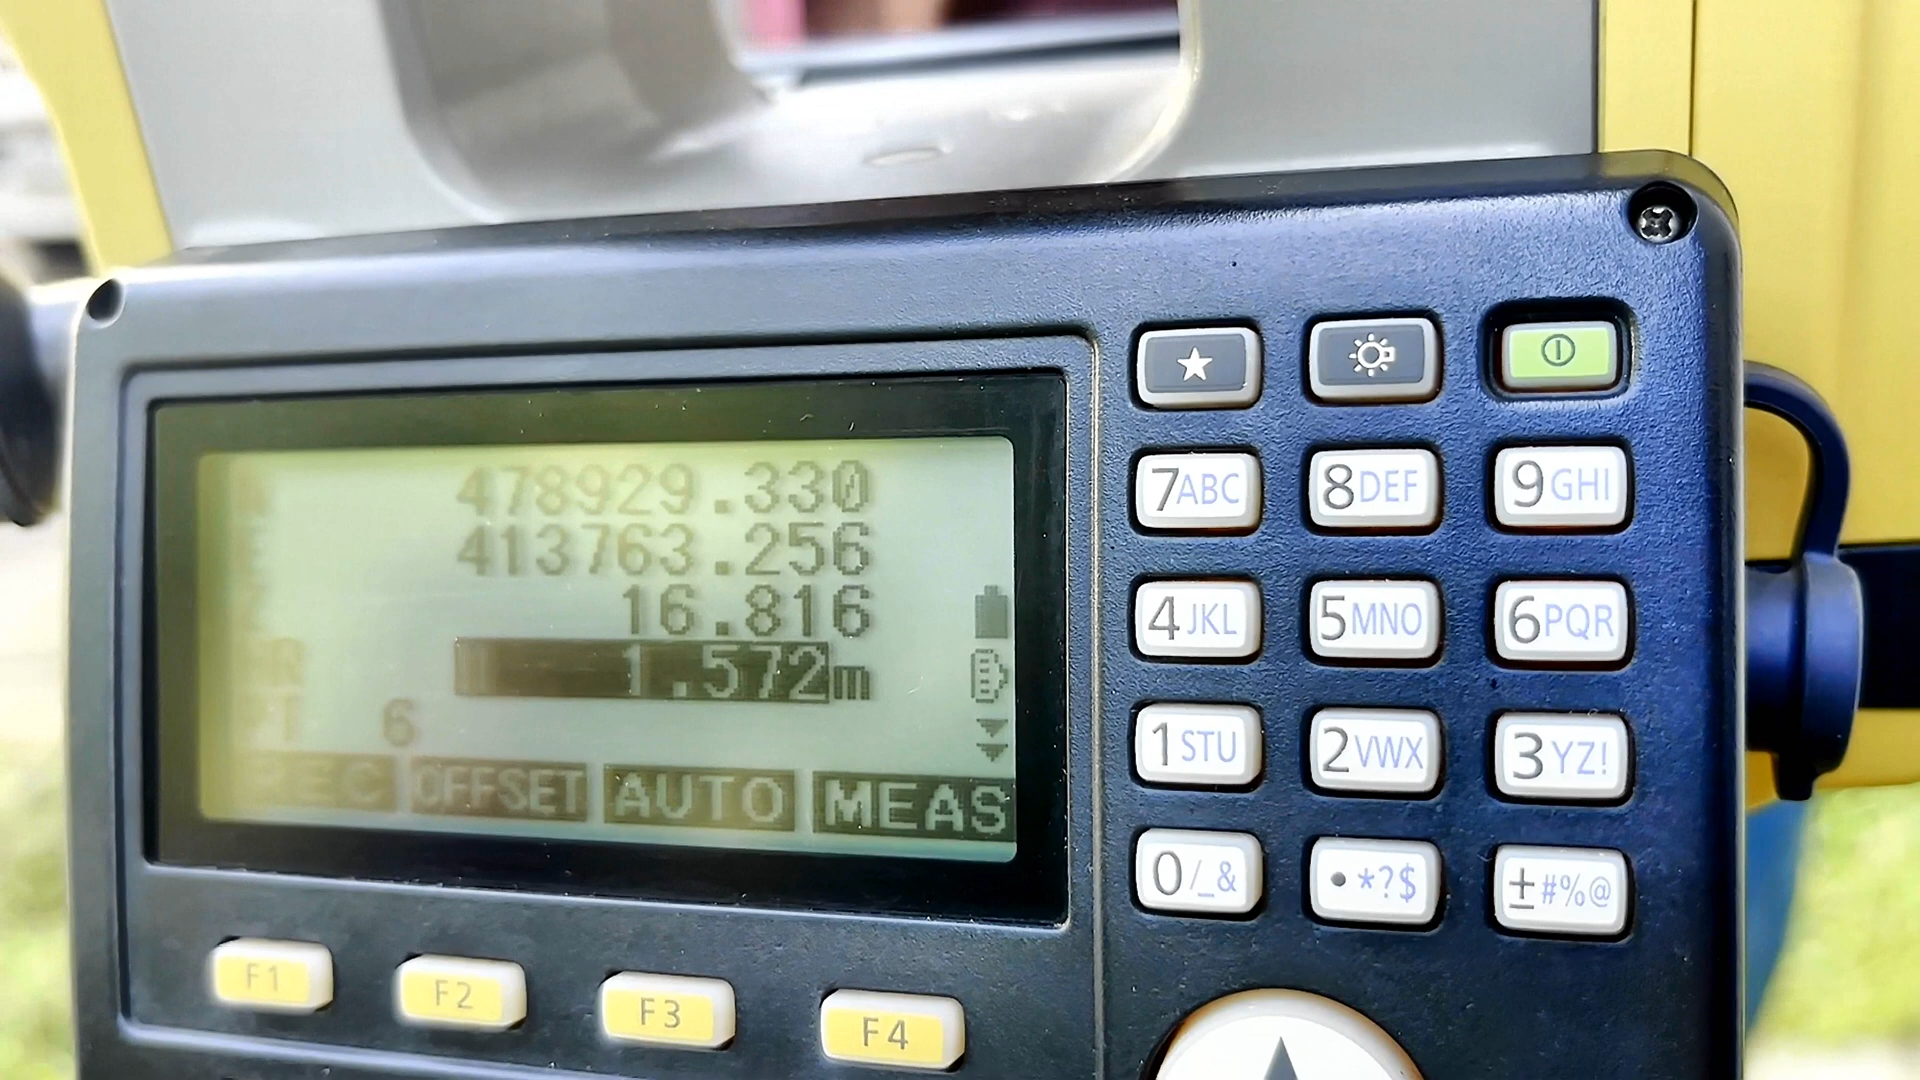 478929.330
413763.256
16.816
1.572m
PT 6
REC OFFSET AUTO MEAS
F1 F2 F3 F4
7ABC 8DEF 9GHI
4JKL 5MNO 6PQR
1STU 2VWX 3YZ!
0/_& •*?$ ±#%@